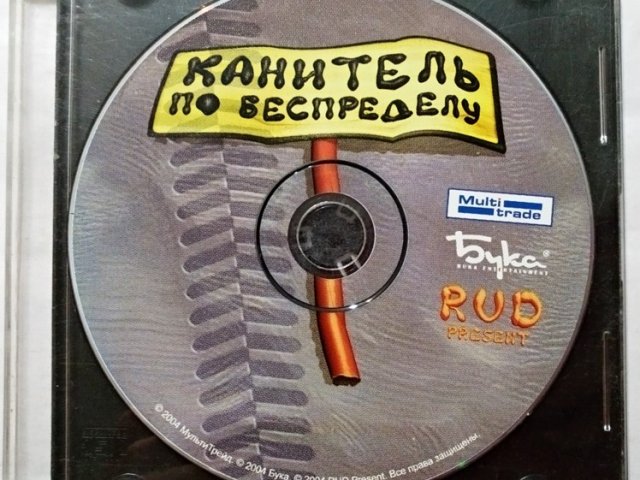 КАНИТЕЛЬ
ПО БЕСПРЕДЕЛУ
Multi
trade
Бука®
BUKA ENTERTAINMENT
RUD
PRESENT
© 2004 МультиТрейд. © 2004 Бука. © 2004 RUD Present. Все права защищены.